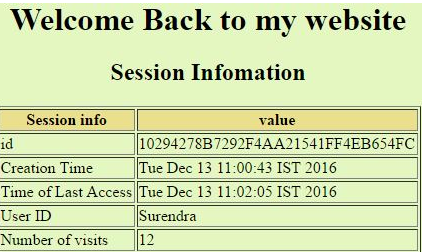 Welcome Back to my website
Session Infomation
Session info value
id 10294278B7292F4AA21541FF4EB654FC
Creation Time Tue Dec 13 11:00:43 IST 2016
Time of Last Access Tue Dec 13 11:02:05 IST 2016
User ID Surendra
Number of visits 12